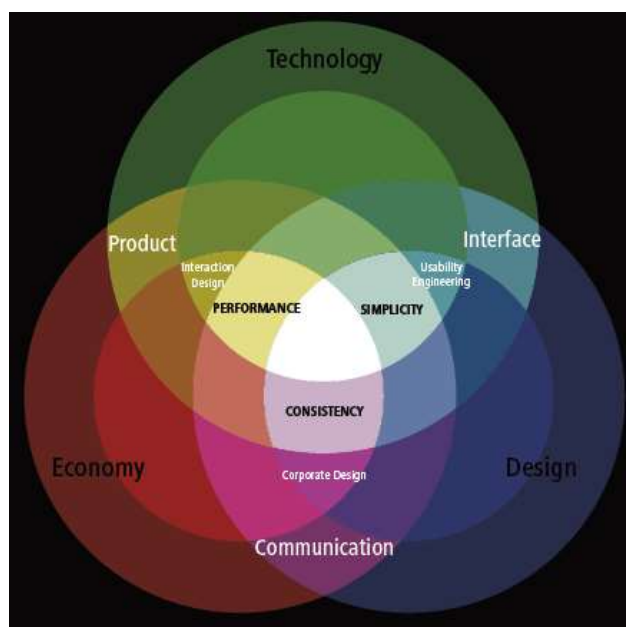 Technology
Product
Interface
Interaction
Design
Usability
Engineering
PERFORMANCE
SIMPLICITY
CONSISTENCY
Economy
Corporate Design
Design
Communication